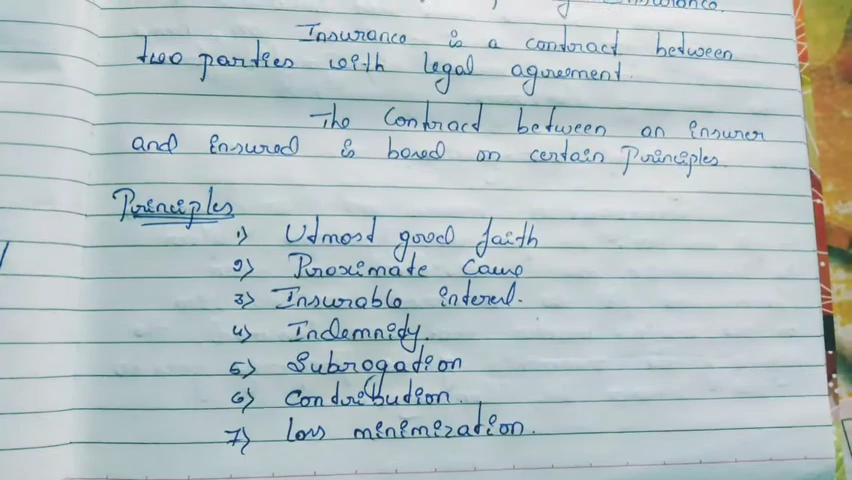 Insurance is a contract between
two parties with legal agreement.
The contract between an insurer
and insured is based on certain Principles.
Principles
1) Utmost good faith
2) Proximate Cause
3) Insurable interest.
4) Indemnity.
5) Subrogation
6) Contribution.
7) Loss minimization.